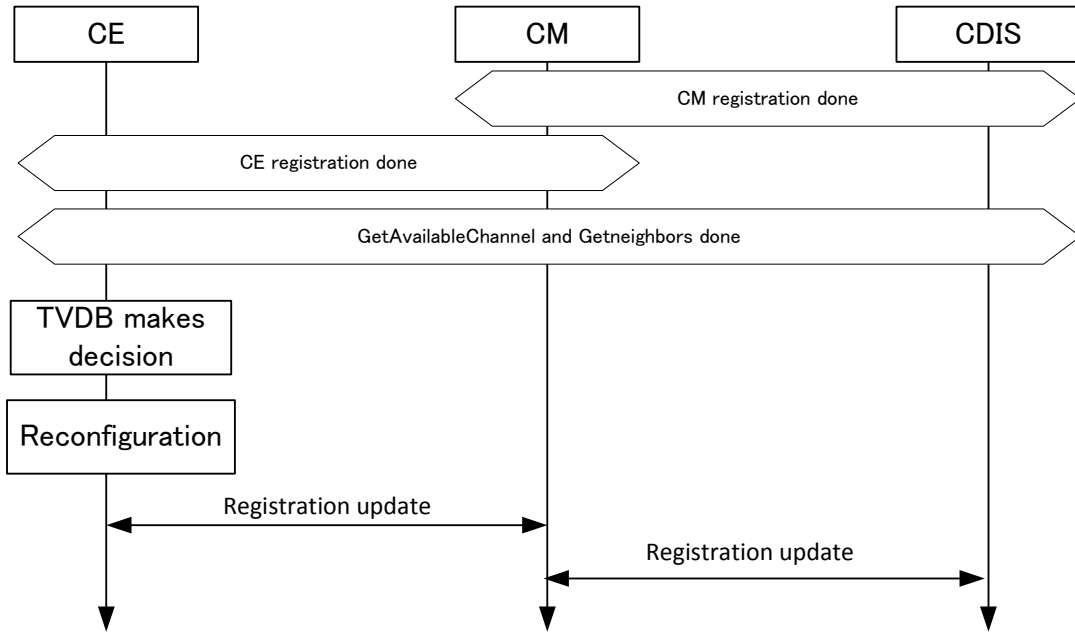 CE
CM
CDIS
CM registration done
CE registration done
GetAvailableChannel and Getneighbors done
TVDB makes
decision
Reconfiguration
Registration update
Registration update